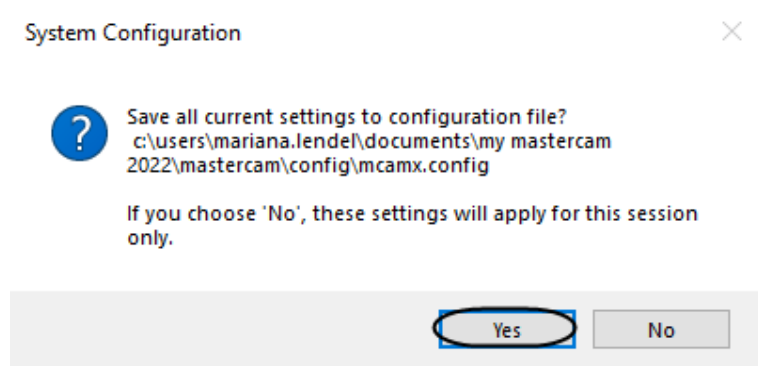 System Configuration
Save all current settings to configuration file?
c:\users\mariana.lendel\documents\my mastercam
2022\mastercam\config\mcamx.config
If you choose 'No', these settings will apply for this session
only.
Yes
No